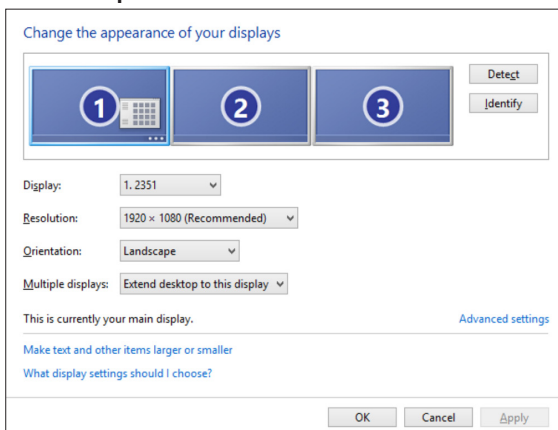 Change the appearance of your displays
1
2
3
Detect
Identify
Display: 1. 2351
Resolution: 1920 × 1080 (Recommended)
Orientation: Landscape
Multiple displays: Extend desktop to this display
This is currently your main display. Advanced settings
Make text and other items larger or smaller
What display settings should I choose?
OK Cancel Apply